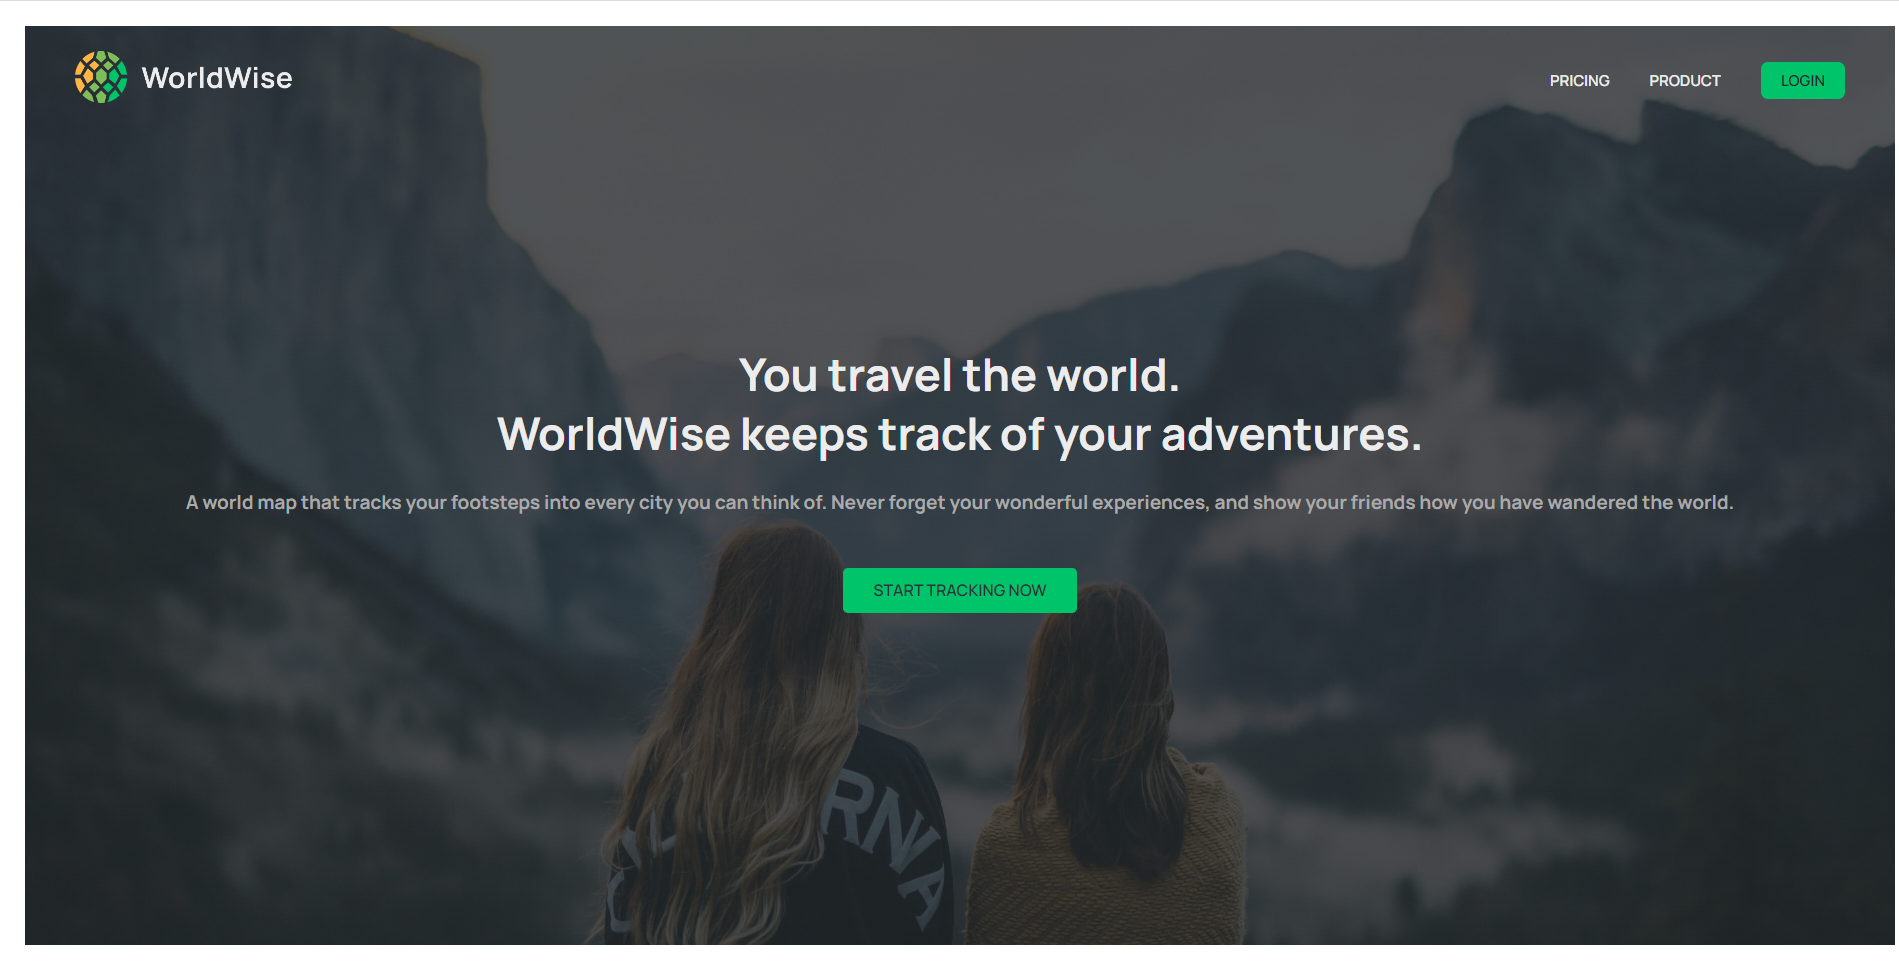 WorldWise
PRICING
PRODUCT
LOGIN
You travel the world.
WorldWise keeps track of your adventures.
A world map that tracks your footsteps into every city you can think of. Never forget your wonderful experiences, and show your friends how you have wandered the world.
START TRACKING NOW
RNIA